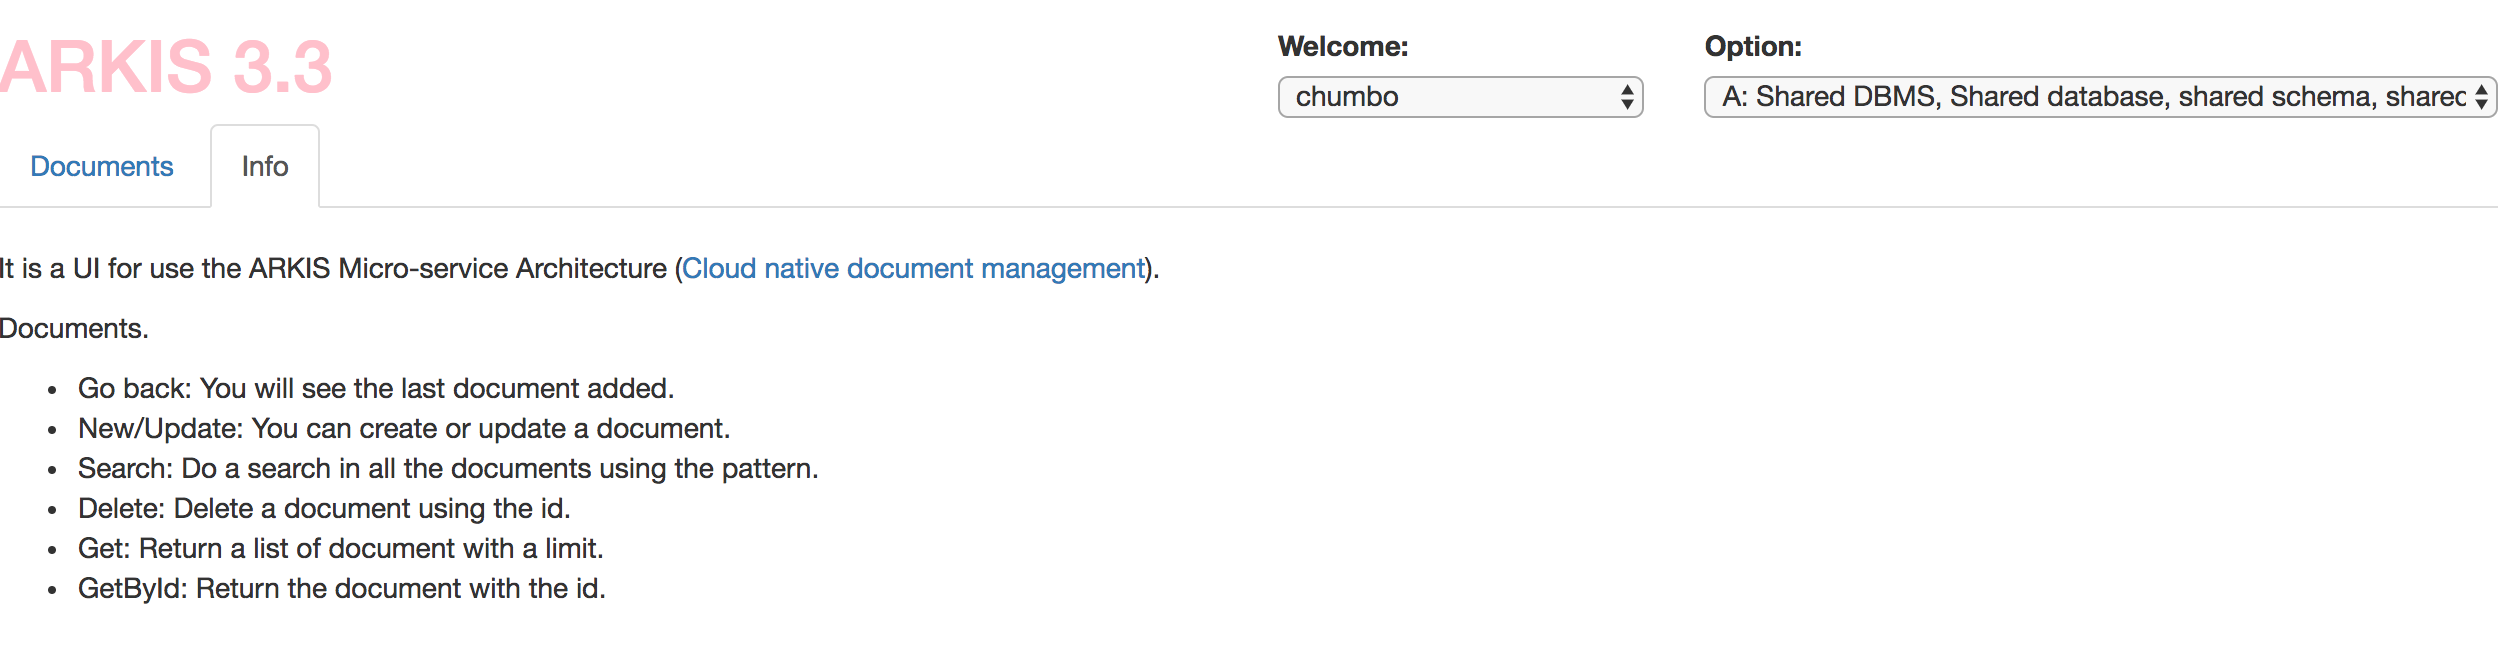 ARKIS 3.3
Welcome:
Option:
chumbo
A: Shared DBMS, Shared database, shared schema, shared
Documents
Info
It is a UI for use the ARKIS Micro-service Architecture (Cloud native document management).
Documents.
• Go back: You will see the last document added.
• New/Update: You can create or update a document.
• Search: Do a search in all the documents using the pattern.
• Delete: Delete a document using the id.
• Get: Return a list of document with a limit.
• GetById: Return the document with the id.